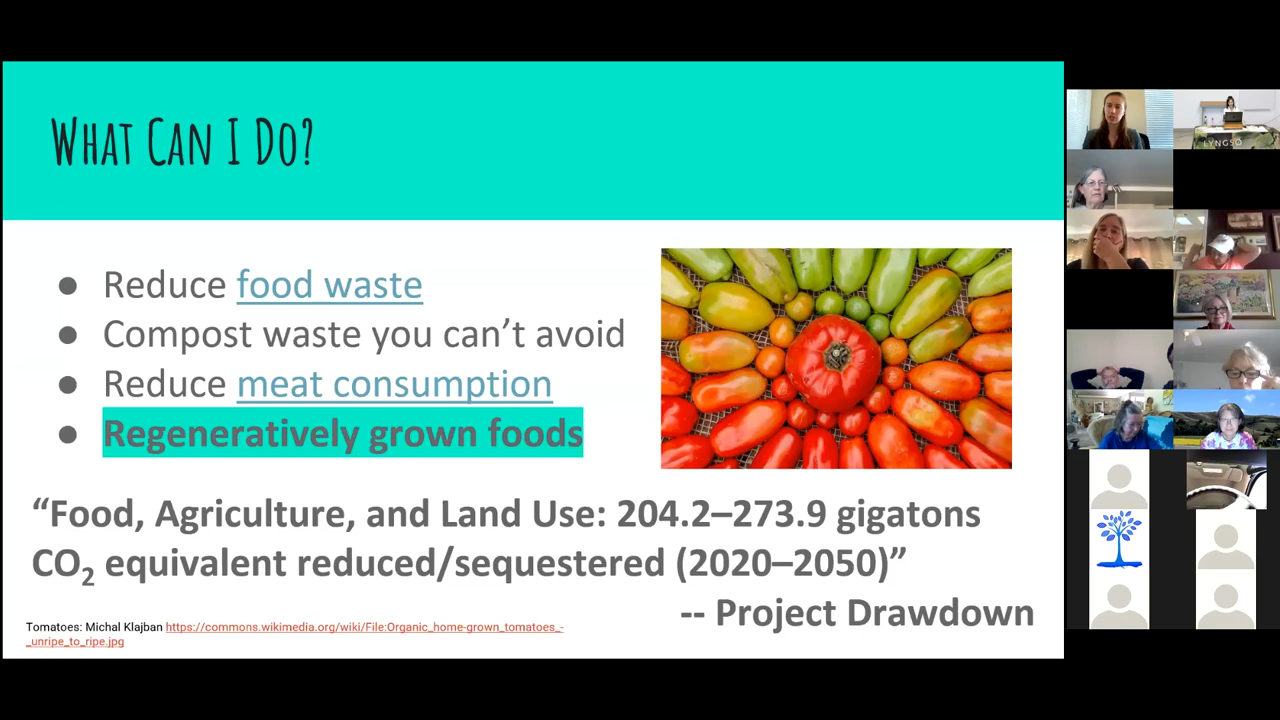 What Can I Do?
● Reduce food waste
● Compost waste you can’t avoid
● Reduce meat consumption
● Regeneratively grown foods
“Food, Agriculture, and Land Use: 204.2–273.9 gigatons
CO₂ equivalent reduced/sequestered (2020–2050)”
-- Project Drawdown
Tomatoes: Michal Klajban https://commons.wikimedia.org/wiki/File:Organic_home-grown_tomatoes_-
_unripe_to_ripe.jpg
LYNGSO